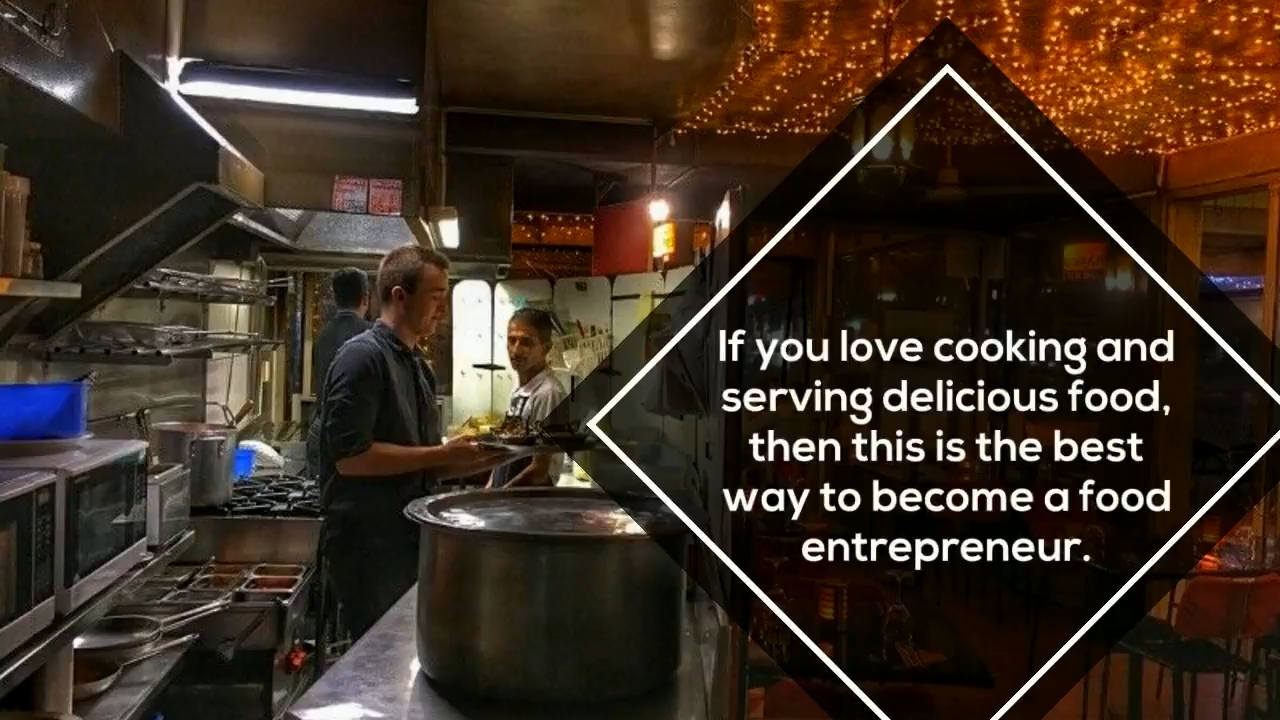 If you love cooking and
serving delicious food,
then this is the best
way to become a food
entrepreneur.